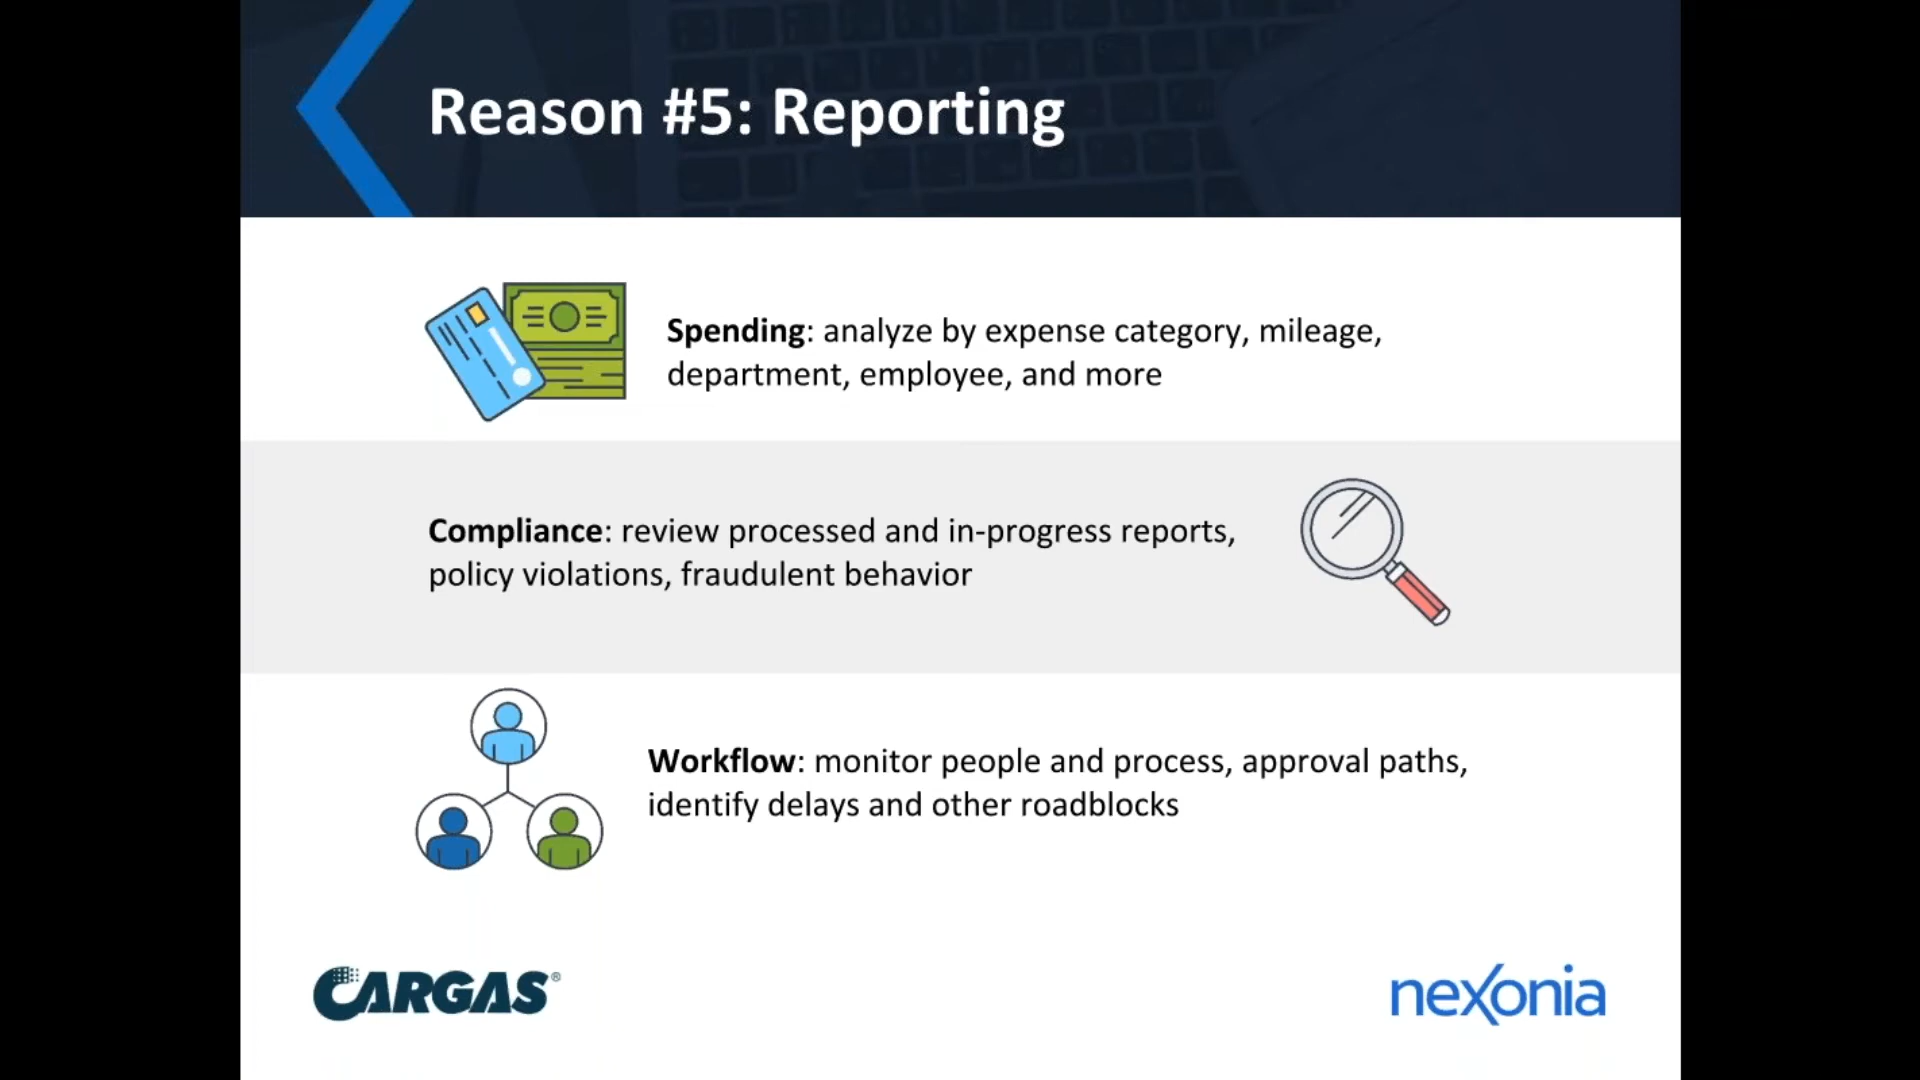 Reason #5: Reporting
Spending: analyze by expense category, mileage,
department, employee, and more
Compliance: review processed and in-progress reports,
policy violations, fraudulent behavior
Workflow: monitor people and process, approval paths,
identify delays and other roadblocks
CARGAS®
nexonia